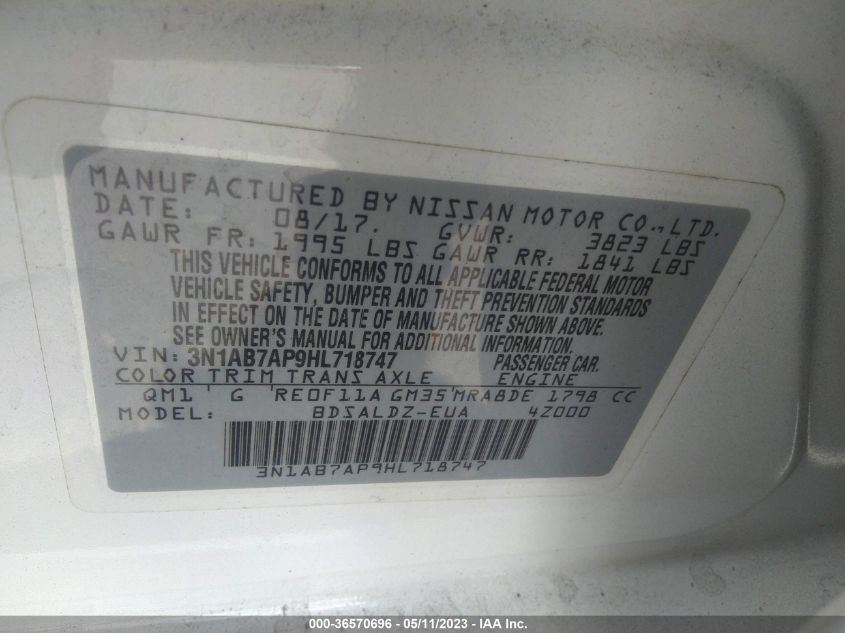 MANUFACTURED BY NISSAN MOTOR CO.,LTD.
DATE: 08/17. GVWR: 3823 LBS
GAWR FR: 1995 LBS GAWR RR: 1841 LBS
THIS VEHICLE CONFORMS TO ALL APPLICABLE FEDERAL MOTOR
VEHICLE SAFETY, BUMPER AND THEFT PREVENTION STANDARDS
IN EFFECT ON THE DATE OF MANUFACTURE SHOWN ABOVE.
SEE OWNER'S MANUAL FOR ADDITIONAL INFORMATION.
VIN: 3N1AB7AP9HL718747 PASSENGER CAR.
COLOR TRIM TRANS AXLE ENGINE
QM1 G RE0F11A GM35 MRA8DE 1798 CC
MODEL: BDSALDZ-EUA 4Z000
3N1AB7AP9HL718747
000-36570696 - 05/11/2023 - IAA Inc.